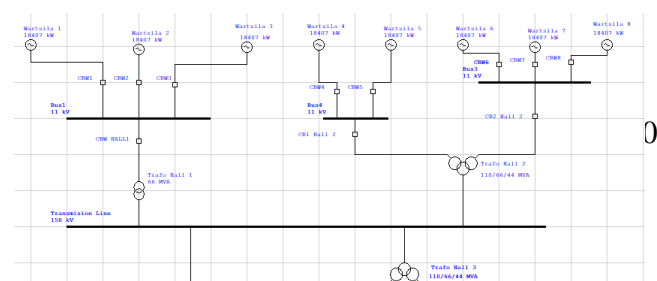 Wartsila 1
18407 kW
Wartsila 2
18407 kW
Wartsila 3
18407 kW
Wartsila 4
18407 kW
Wartsila 5
18407 kW
Wartsila 6
18407 kW
Wartsila 7
18407 kW
Wartsila 8
18407 kW
CBW1
CBW2
CBW3
CBW4
CBW5
CBW6
CBW7
CBW8
Bus1
11 kV
Bus4
11 kV
Bus3
11 kV
CBW HALL1
CB1 Hall 2
CB2 Hall 2
0
Trafo Hall 1
66 MVA
Trafo Hall 2
110/66/44 MVA
Transmision Line
150 kV
Trafo Hall 3
110/66/44 MVA